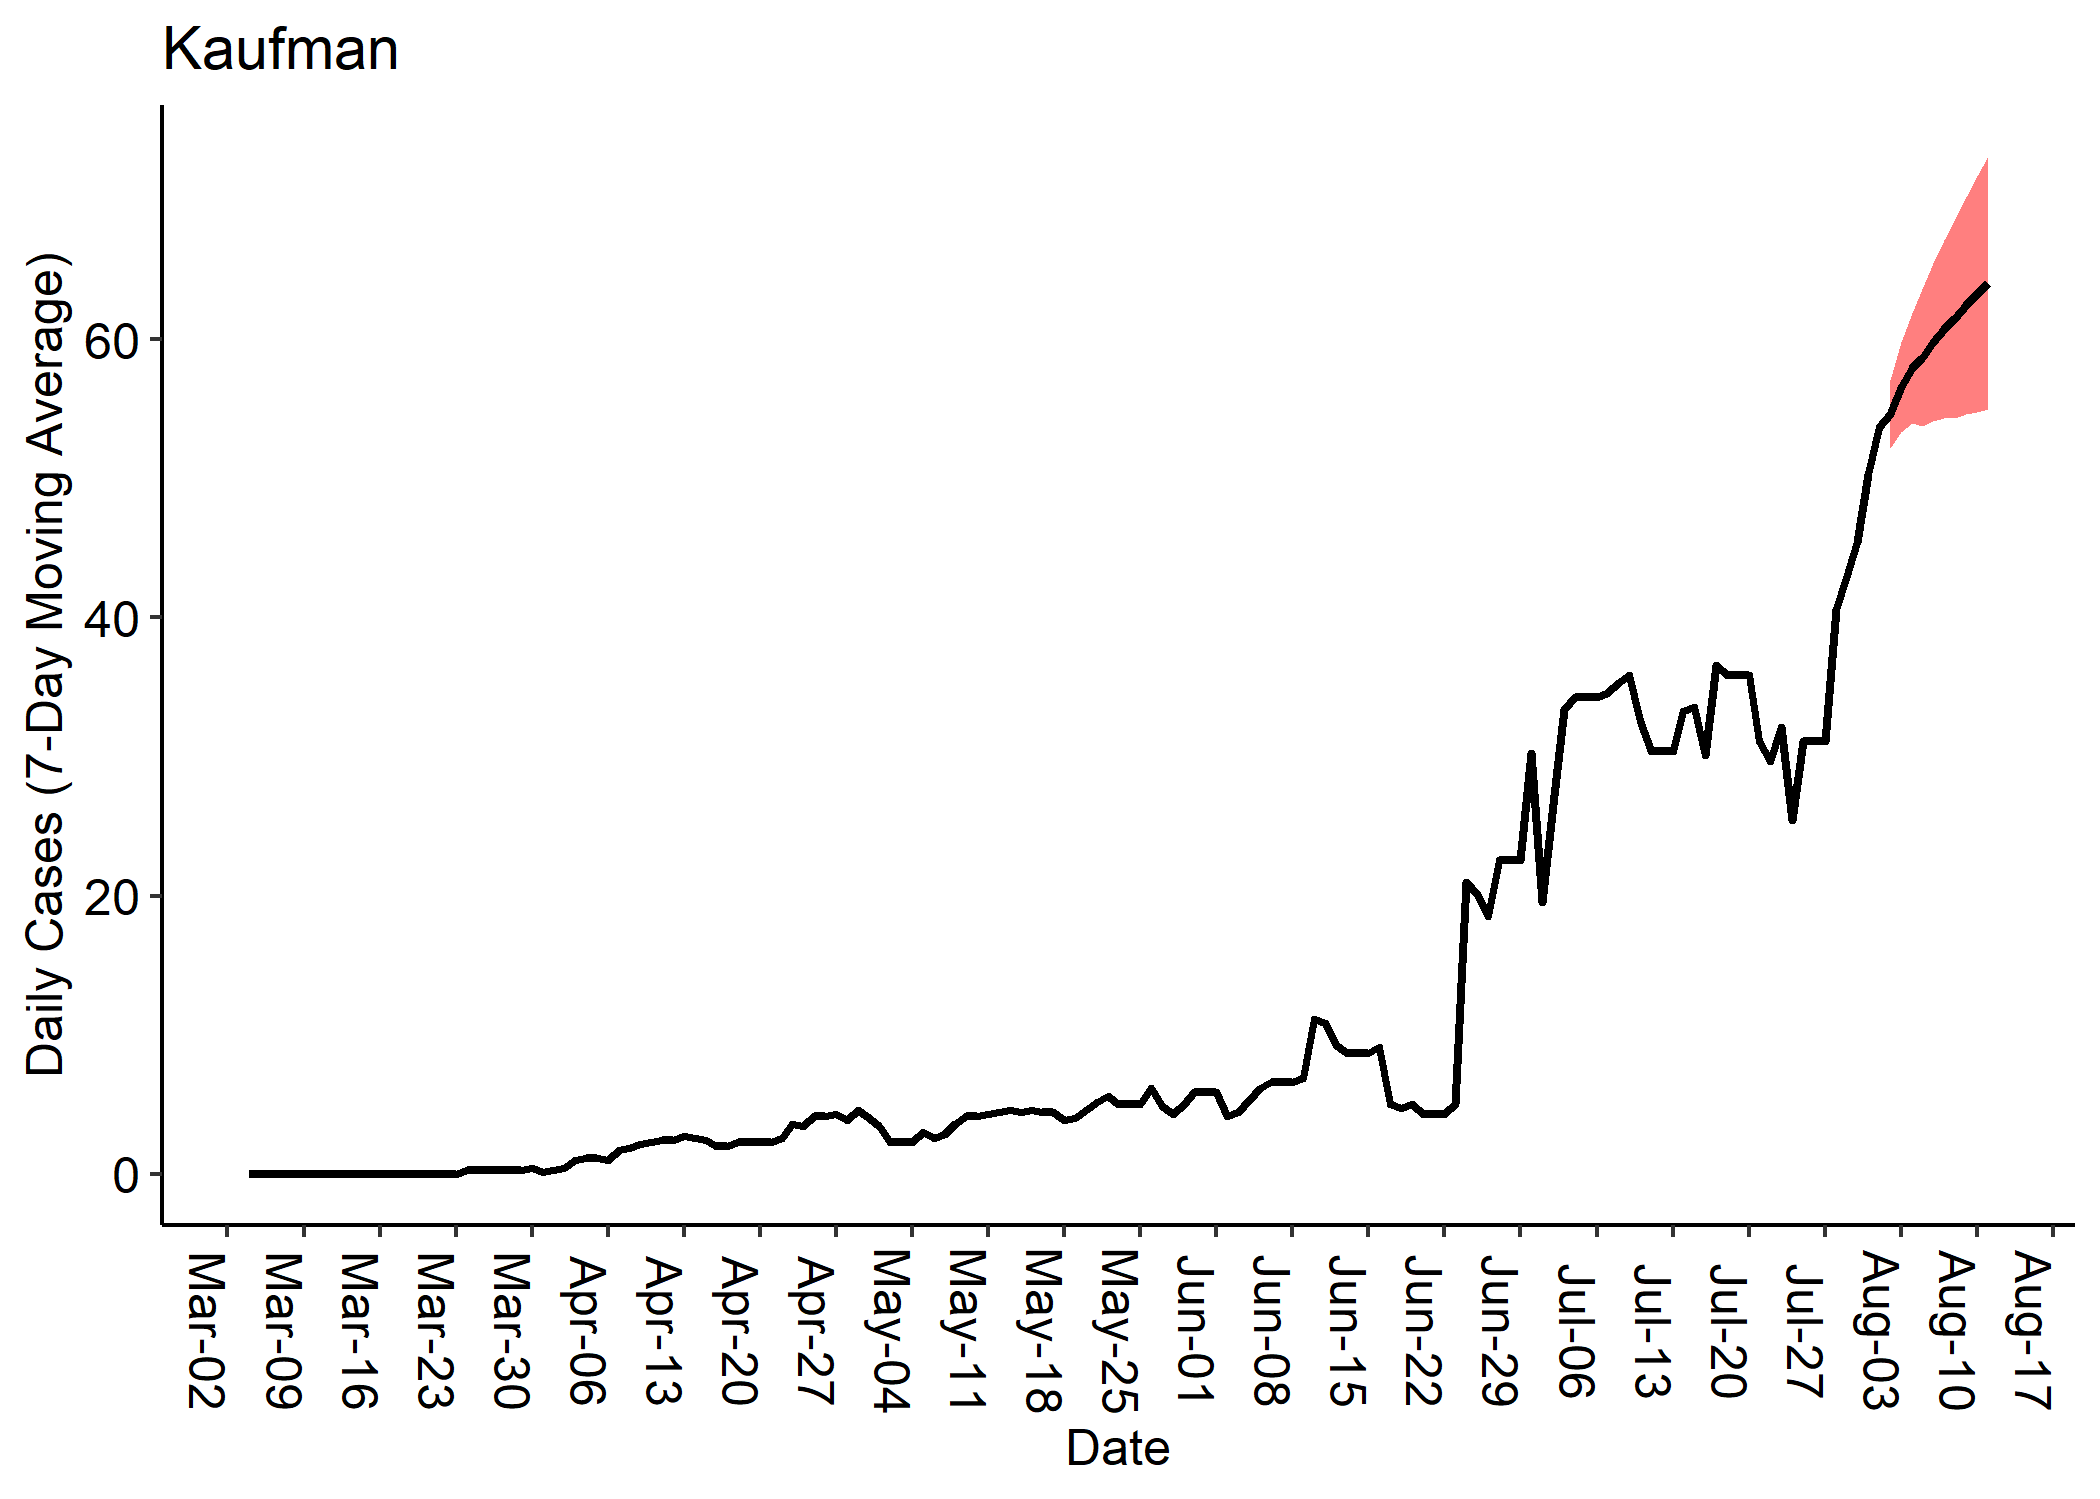 Kaufman
Daily Cases (7-Day Moving Average)
60
40
20
0
Mar-02
Mar-09
Mar-16
Mar-23
Mar-30
Apr-06
Apr-13
Apr-20
Apr-27
May-04
May-11
May-18
May-25
Jun-01
Jun-08
Jun-15
Jun-22
Jun-29
Jul-06
Jul-13
Jul-20
Jul-27
Aug-03
Aug-10
Aug-17
Date